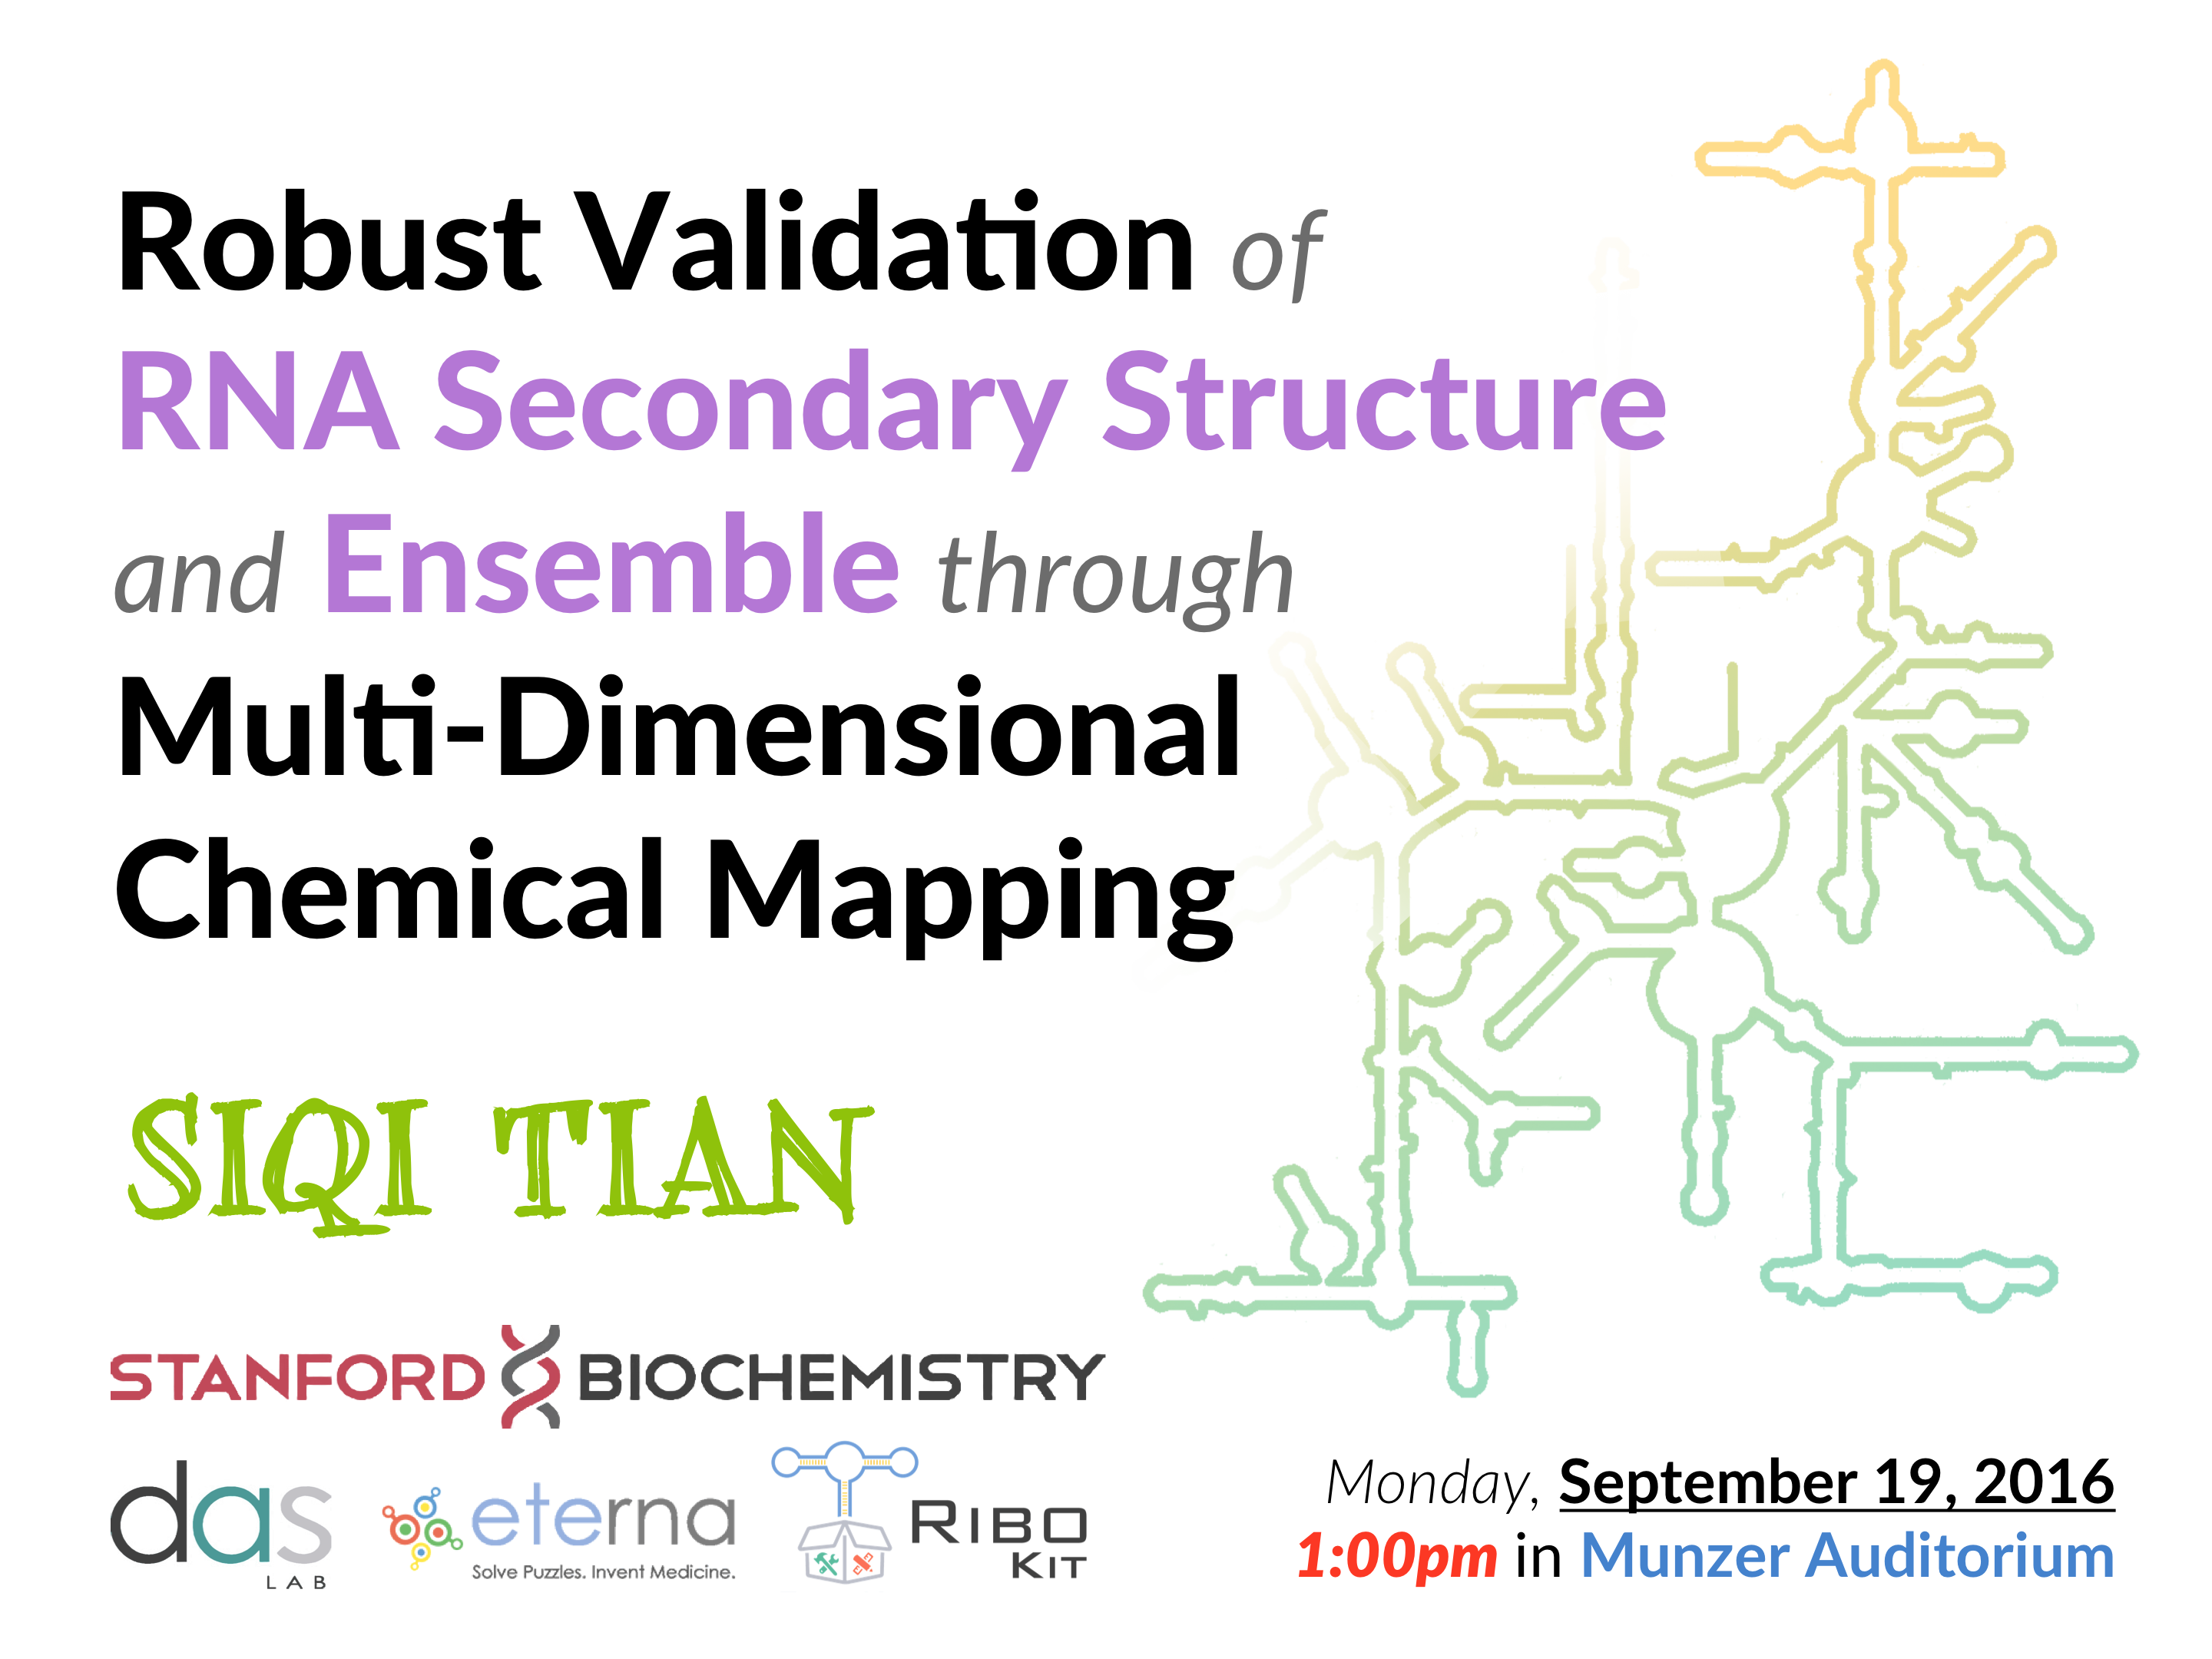 Robust Validation of
RNA Secondary Structure
and Ensemble through
Multi-Dimensional
Chemical Mapping
SIQI TIAN
STANFORD BIOCHEMISTRY
das
LAB
eterna
Solve Puzzles. Invent Medicine.
RIBO
KIT
Monday, September 19, 2016
1:00pm in Munzer Auditorium